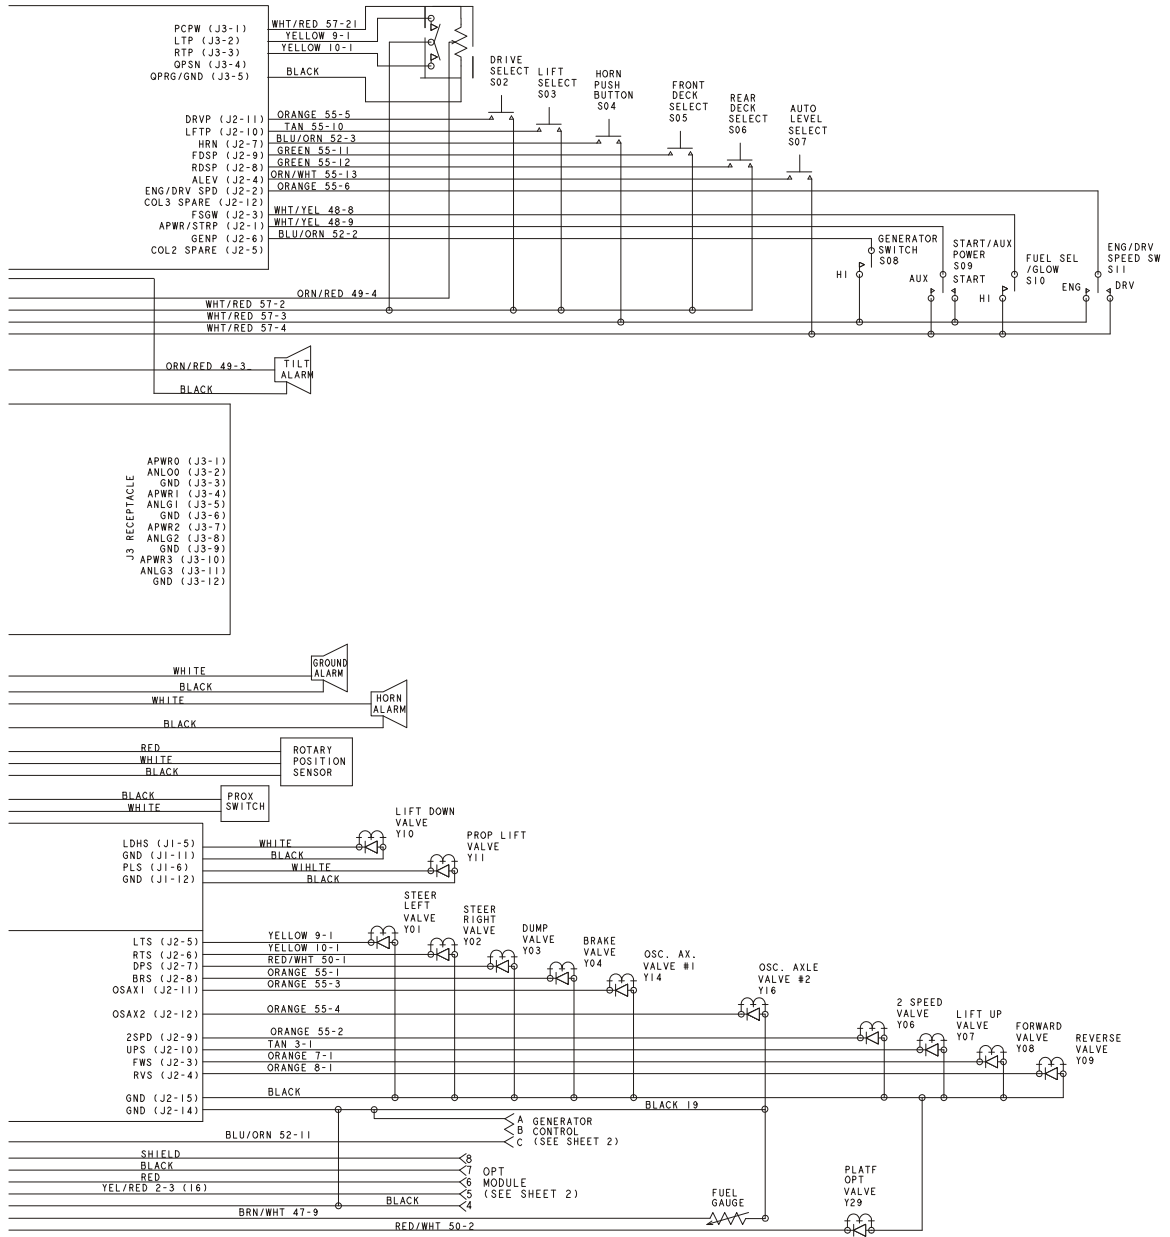 PCPW (J3-1)
LTP (J3-2)
RTP (J3-3)
QPSN (J3-4)
QPRG/GND (J3-5)
WHT/RED 57-21
YELLOW 9-1
YELLOW 10-1
BLACK
DRIVE
SELECT
S02
LIFT
SELECT
S03
HORN
PUSH
BUTTON
S04
FRONT
DECK
SELECT
S05
REAR
DECK
SELECT
S06
AUTO
LEVEL
SELECT
S07
DRVP (J2-11)
LFTP (J2-10)
HRN (J2-7)
FDSP (J2-9)
RDSP (J2-8)
ALEV (J2-4)
ENG/DRV SPD (J2-2)
COL3 SPARE (J2-12)
FSGW (J2-3)
APWR/STRP (J2-1)
GENP (J2-6)
COL2 SPARE (J2-5)
ORANGE 55-5
TAN 55-10
BLU/ORN 52-3
GREEN 55-11
GREEN 55-12
ORN/WHT 55-13
ORANGE 55-6
WHT/YEL 48-8
WHT/YEL 48-9
BLU/ORN 52-2
GENERATOR
SWITCH
S08
HI
START/AUX
POWER
S09
AUX
START
FUEL SEL
/GLOW
S10
HI
ENG/DRV
SPEED SW
S11
ENG
DRV
ORN/RED 49-4
WHT/RED 57-2
WHT/RED 57-3
WHT/RED 57-4
ORN/RED 49-3
BLACK
TILT
ALARM
J3 RECEPTACLE
APWR0 (J3-1)
ANLO0 (J3-2)
GND (J3-3)
APWR1 (J3-4)
ANLG1 (J3-5)
GND (J3-6)
APWR2 (J3-7)
ANLG2 (J3-8)
GND (J3-9)
APWR3 (J3-10)
ANLG3 (J3-11)
GND (J3-12)
WHITE
BLACK
GROUND
ALARM
WHITE
BLACK
HORN
ALARM
RED
WHITE
BLACK
ROTARY
POSITION
SENSOR
BLACK
WHITE
PROX
SWITCH
LDHS (J1-5)
GND (J1-11)
PLS (J1-6)
GND (J1-12)
WHITE
BLACK
WIHLTE
BLACK
LIFT DOWN
VALVE
Y10
PROP LIFT
VALVE
Y11
STEER
LEFT
VALVE
Y01
STEER
RIGHT
VALVE
Y02
DUMP
VALVE
Y03
BRAKE
VALVE
Y04
OSC. AX.
VALVE #1
Y14
OSC. AXLE
VALVE #2
Y16
2 SPEED
VALVE
Y06
LIFT UP
VALVE
Y07
FORWARD
VALVE
Y08
REVERSE
VALVE
Y09
LTS (J2-5)
RTS (J2-6)
DPS (J2-7)
BRS (J2-8)
OSAX1 (J2-11)
OSAX2 (J2-12)
2SPD (J2-9)
UPS (J2-10)
FWS (J2-3)
RVS (J2-4)
GND (J2-15)
GND (J2-14)
YELLOW 9-1
YELLOW 10-1
RED/WHT 50-1
ORANGE 55-1
ORANGE 55-3
ORANGE 55-4
ORANGE 55-2
TAN 3-1
ORANGE 7-1
ORANGE 8-1
BLACK
BLACK 19
A
B
C
GENERATOR
CONTROL
(SEE SHEET 2)
BLU/ORN 52-11
SHIELD
BLACK
RED
YEL/RED 2-3 (16)
BLACK
8
7
6
5
4
OPT
MODULE
(SEE SHEET 2)
BRN/WHT 47-9
RED/WHT 50-2
FUEL
GAUGE
PLATF
OPT
VALVE
Y29